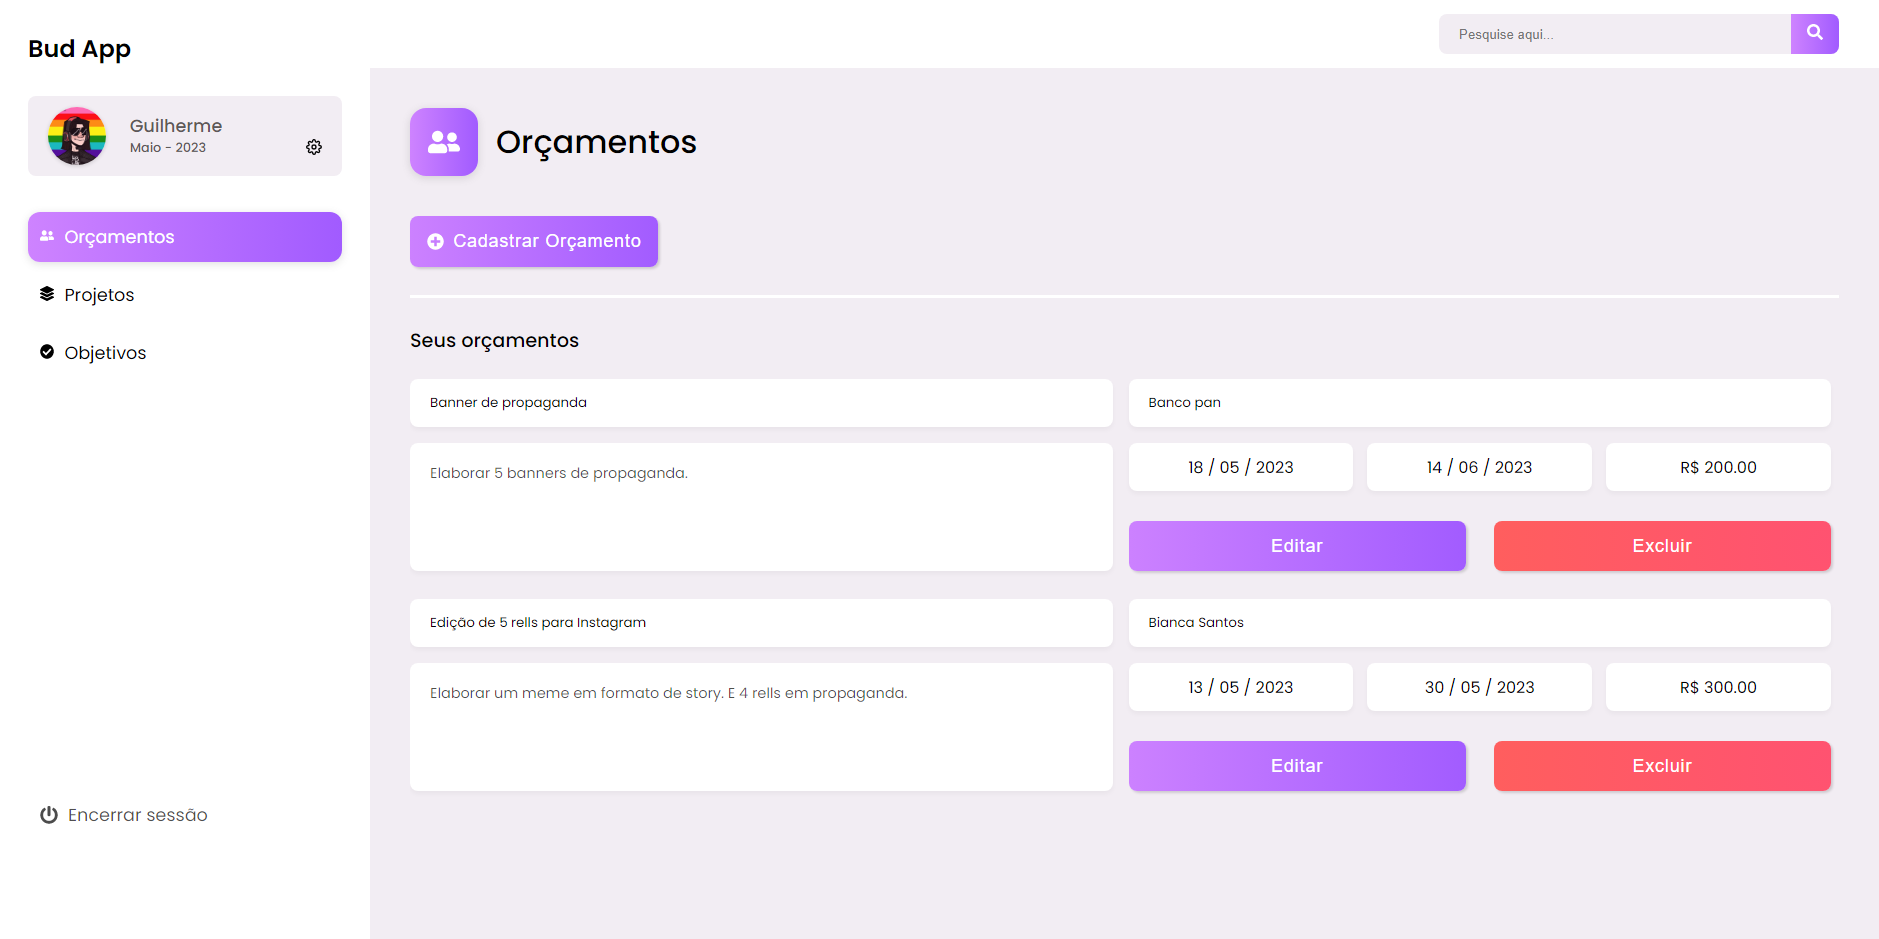 Bud App
Pesquise aqui...
Guilherme
Maio - 2023
Orçamentos
Projetos
Objetivos
Encerrar sessão
Orçamentos
Cadastrar Orçamento
Seus orçamentos
Banner de propaganda
Banco pan
Elaborar 5 banners de propaganda.
18 / 05 / 2023
14 / 06 / 2023
R$ 200.00
Editar
Excluir
Edição de 5 rells para Instagram
Bianca Santos
Elaborar um meme em formato de story. E 4 rells em propaganda.
13 / 05 / 2023
30 / 05 / 2023
R$ 300.00
Editar
Excluir